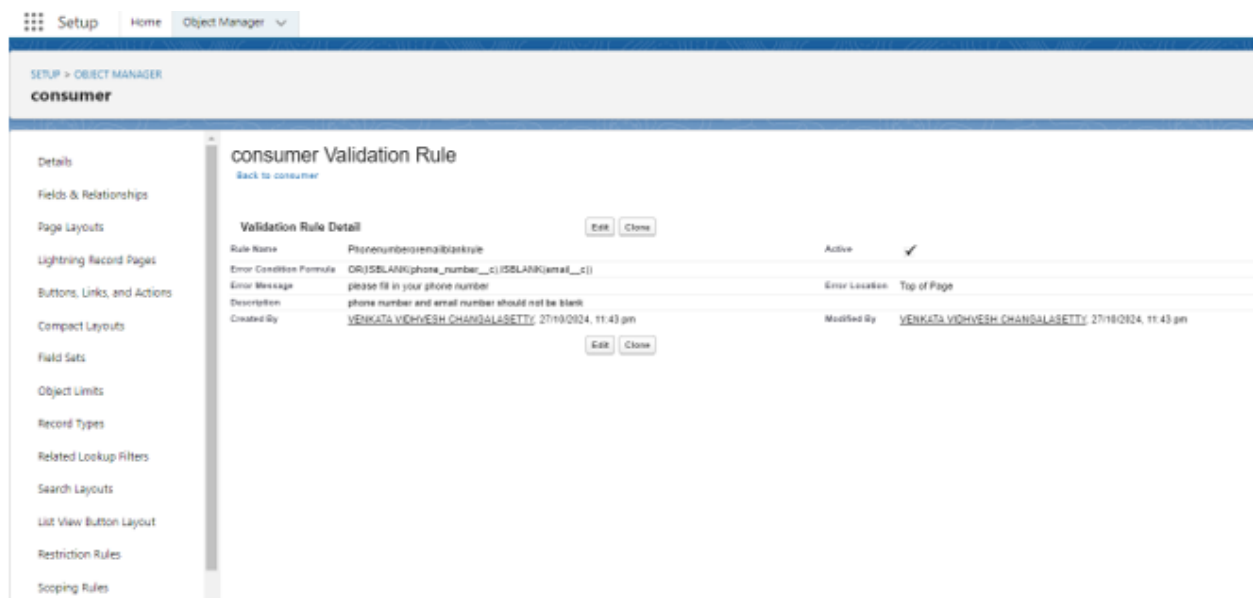 Setup Home Object Manager
SETUP > OBJECT MANAGER
consumer
Details
Fields & Relationships
Page Layouts
Lightning Record Pages
Buttons, Links, and Actions
Compact Layouts
Field Sets
Object Limits
Record Types
Related Lookup Filters
Search Layouts
List View Button Layout
Restriction Rules
Scoping Rules
consumer Validation Rule
Back to consumer
Validation Rule Detail Edit Clone
Rule Name Phonenumberoremailblankrule Active ✓
Error Condition Formula OR(ISBLANK(phone_number__c),ISBLANK(email__c))
Error Message please fill in your phone number Error Location Top of Page
Description phone number and email number should not be blank
Created By VENKATA VIDHVESH CHANGALASETTY, 27/10/2024, 11:43 pm Modified By VENKATA VIDHVESH CHANGALASETTY, 27/10/2024, 11:43 pm
Edit Clone